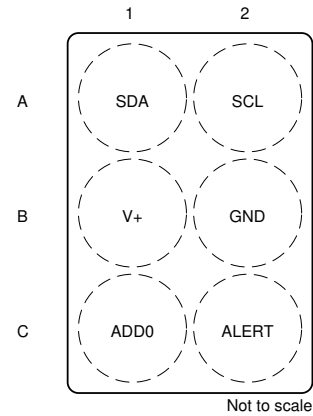 1 2
A SDA SCL
B V+ GND
C ADD0 ALERT
Not to scale